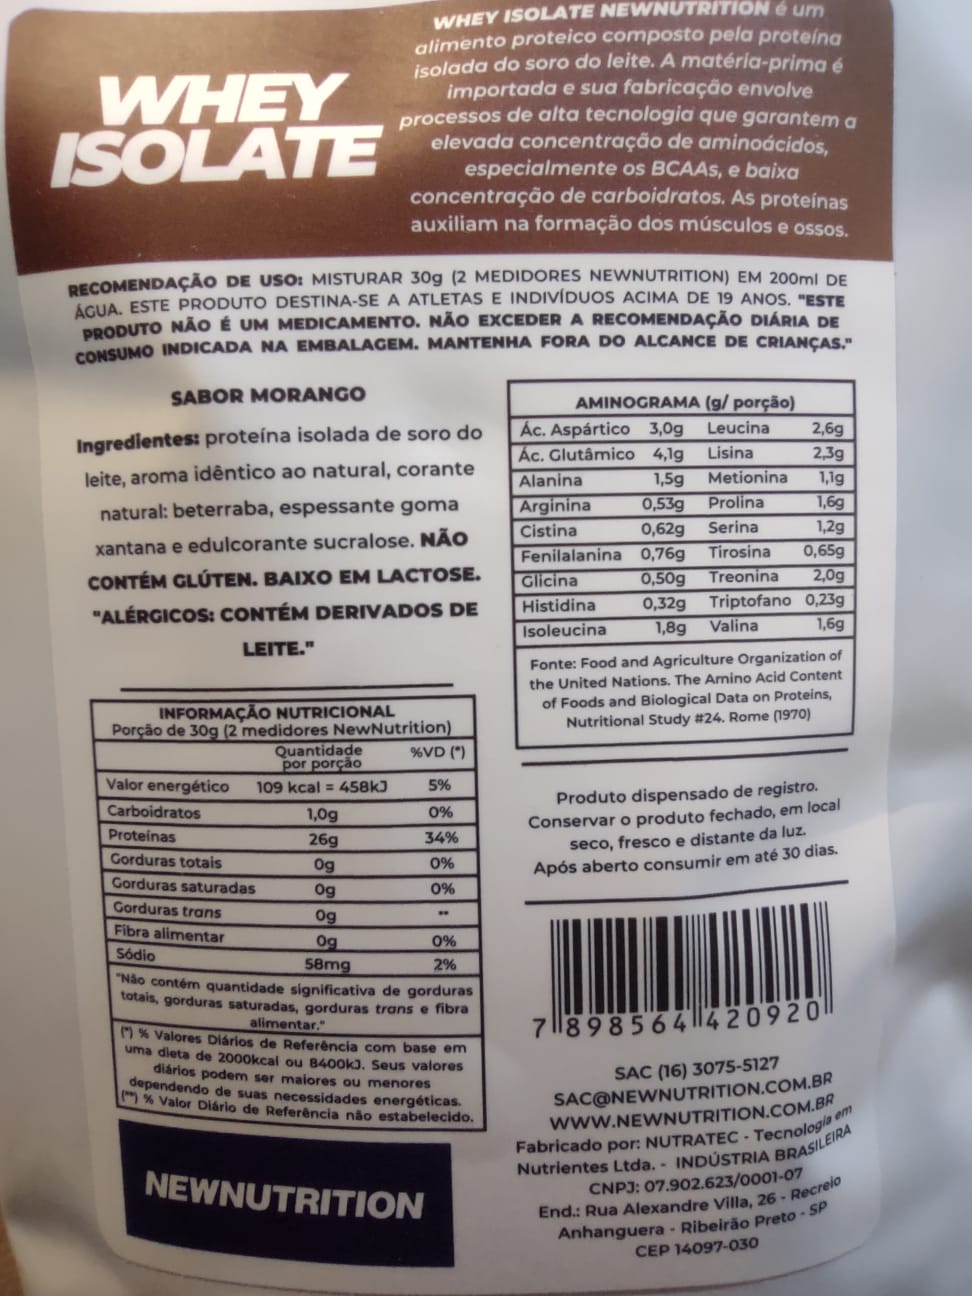 WHEY
ISOLATE
WHEY ISOLATE NEWNUTRITION é um
alimento proteico composto pela proteína
isolada do soro do leite. A matéria-prima é
importada e sua fabricação envolve
processos de alta tecnologia que garantem a
elevada concentração de aminoácidos,
especialmente os BCAAs, e baixa
concentração de carboidratos. As proteínas
auxiliam na formação dos músculos e ossos.
RECOMENDAÇÃO DE USO: MISTURAR 30g (2 MEDIDORES NEWNUTRITION) EM 200ml DE
ÁGUA. ESTE PRODUTO DESTINA-SE A ATLETAS E INDIVÍDUOS ACIMA DE 19 ANOS. "ESTE
PRODUTO NÃO É UM MEDICAMENTO. NÃO EXCEDER A RECOMENDAÇÃO DIÁRIA DE
CONSUMO INDICADA NA EMBALAGEM. MANTENHA FORA DO ALCANCE DE CRIANÇAS."
SABOR MORANGO
Ingredientes: proteína isolada de soro do
leite, aroma idêntico ao natural, corante
natural: beterraba, espessante goma
xantana e edulcorante sucralose. NÃO
CONTÉM GLÚTEN. BAIXO EM LACTOSE.
"ALÉRGICOS: CONTÉM DERIVADOS DE
LEITE."
INFORMAÇÃO NUTRICIONAL
Porção de 30g (2 medidores NewNutrition)
Quantidade por porção %VD (*)
Valor energético 109 kcal = 458kJ 5%
Carboidratos 1,0g 0%
Proteínas 26g 34%
Gorduras totais 0g 0%
Gorduras saturadas 0g 0%
Gorduras trans 0g **
Fibra alimentar 0g 0%
Sódio 58mg 2%
"Não contém quantidade significativa de gorduras
totais, gorduras saturadas, gorduras trans e fibra
alimentar."
(*) % Valores Diários de Referência com base em
uma dieta de 2000kcal ou 8400kJ. Seus valores
diários podem ser maiores ou menores
dependendo de suas necessidades energéticas.
(**) % Valor Diário de Referência não estabelecido.
NEWNUTRITION
AMINOGRAMA (g/ porção)
Ác. Aspártico 3,0g Leucina 2,6g
Ác. Glutâmico 4,1g Lisina 2,3g
Alanina 1,5g Metionina 1,1g
Arginina 0,53g Prolina 1,6g
Cistina 0,62g Serina 1,2g
Fenilalanina 0,76g Tirosina 0,65g
Glicina 0,50g Treonina 2,0g
Histidina 0,32g Triptofano 0,23g
Isoleucina 1,8g Valina 1,6g
Fonte: Food and Agriculture Organization of
the United Nations. The Amino Acid Content
of Foods and Biological Data on Proteins,
Nutritional Study #24. Rome (1970)
Produto dispensado de registro.
Conservar o produto fechado, em local
seco, fresco e distante da luz.
Após aberto consumir em até 30 dias.
7 898564 420920
SAC (16) 3075-5127
SAC@NEWNUTRITION.COM.BR
WWW.NEWNUTRITION.COM.BR
Fabricado por: NUTRATEC - Tecnologia em
Nutrientes Ltda. - INDÚSTRIA BRASILEIRA
CNPJ: 07.902.623/0001-07
End.: Rua Alexandre Villa, 26 - Recreio
Anhanguera - Ribeirão Preto - SP
CEP 14097-030